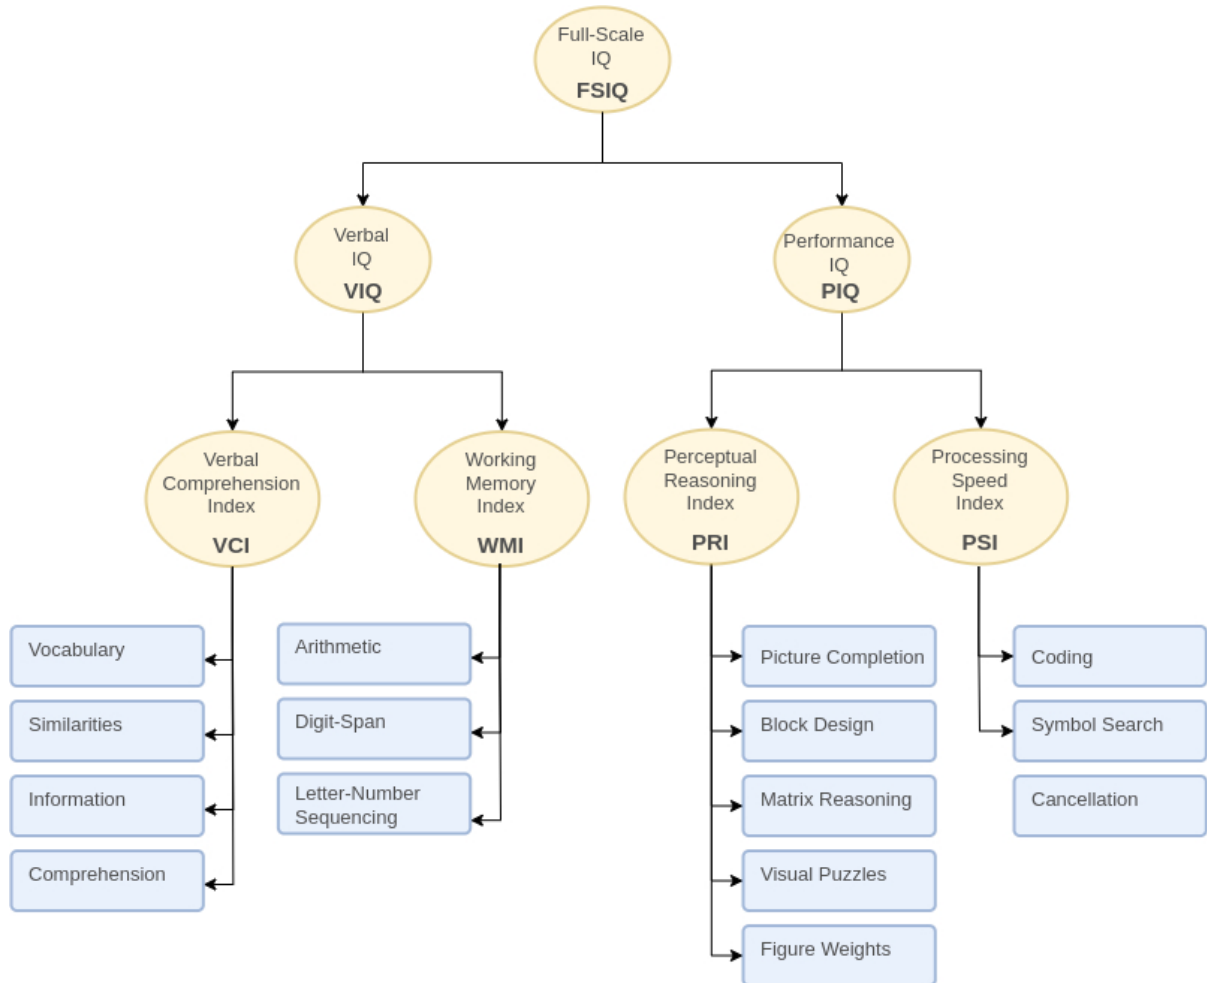 Full-Scale
IQ
FSIQ
Verbal
IQ
VIQ
Performance
IQ
PIQ
Verbal
Comprehension
Index
VCI
Working
Memory
Index
WMI
Perceptual
Reasoning
Index
PRI
Processing
Speed
Index
PSI
Vocabulary
Similarities
Information
Comprehension
Arithmetic
Digit-Span
Letter-Number
Sequencing
Picture Completion
Block Design
Matrix Reasoning
Visual Puzzles
Figure Weights
Coding
Symbol Search
Cancellation